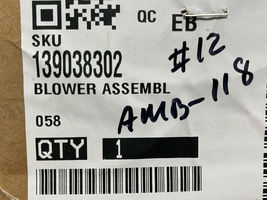 QC EB
SKU
139038302
#12
BLOWER ASSEMBL
AMB-118
058
QTY 1